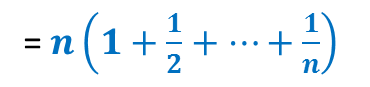 = n(1 + 1/2 + ⋯ + 1/n)